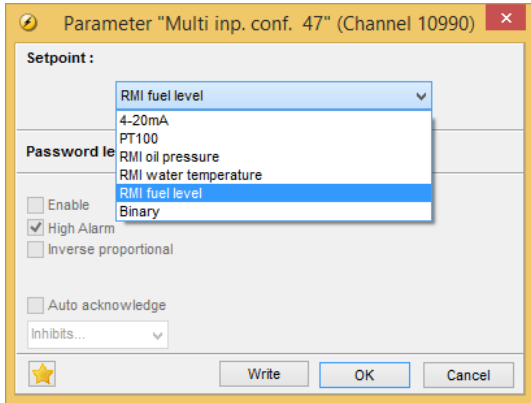 Parameter "Multi inp. conf. 47" (Channel 10990)
Setpoint :
RMI fuel level
4-20mA
PT100
RMI oil pressure
RMI water temperature
RMI fuel level
Binary
Password le
Enable
High Alarm
Inverse proportional
Auto acknowledge
Inhibits...
Write OK Cancel